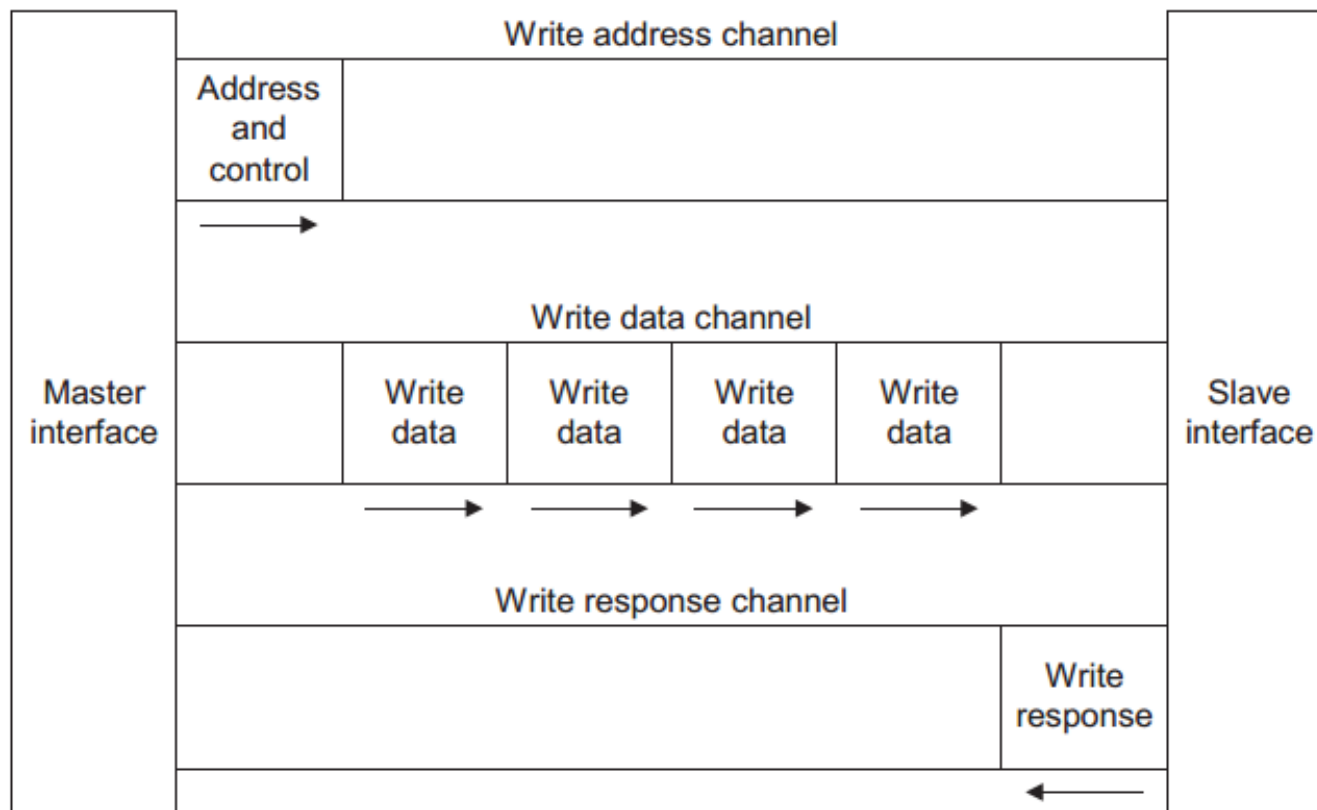 Write address channel
Address
and
control
Write data channel
Master
interface
Write
data
Write
data
Write
data
Write
data
Slave
interface
Write response channel
Write
response